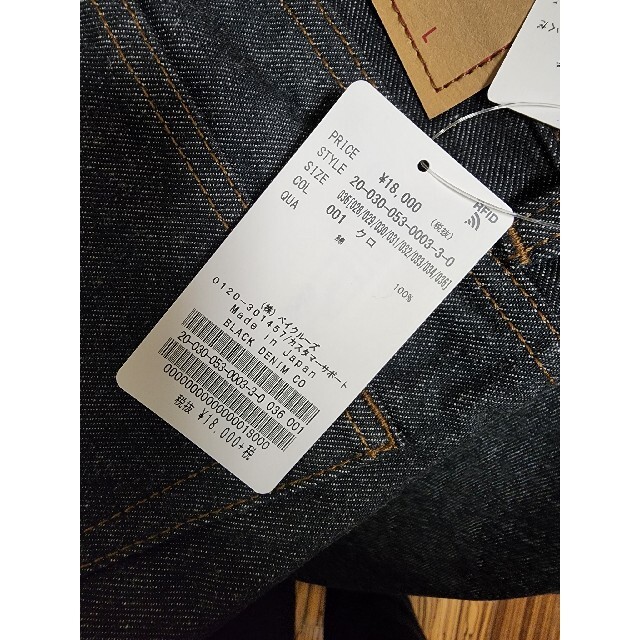 PRICE ¥18,000 (税抜)
STYLE 20-030-053-0003-3-0
SIZE 036[028/029/030/031/032/033/034/036]
COL 001 クロ
QUA 綿 100%
RFID
(株)ベイクルーズ
0120-301457/カスタマーサポート
Made in Japan
BLACK DENIM CO
20-030-053-0003-3-0 036 001
税抜 ¥18,000+税
L